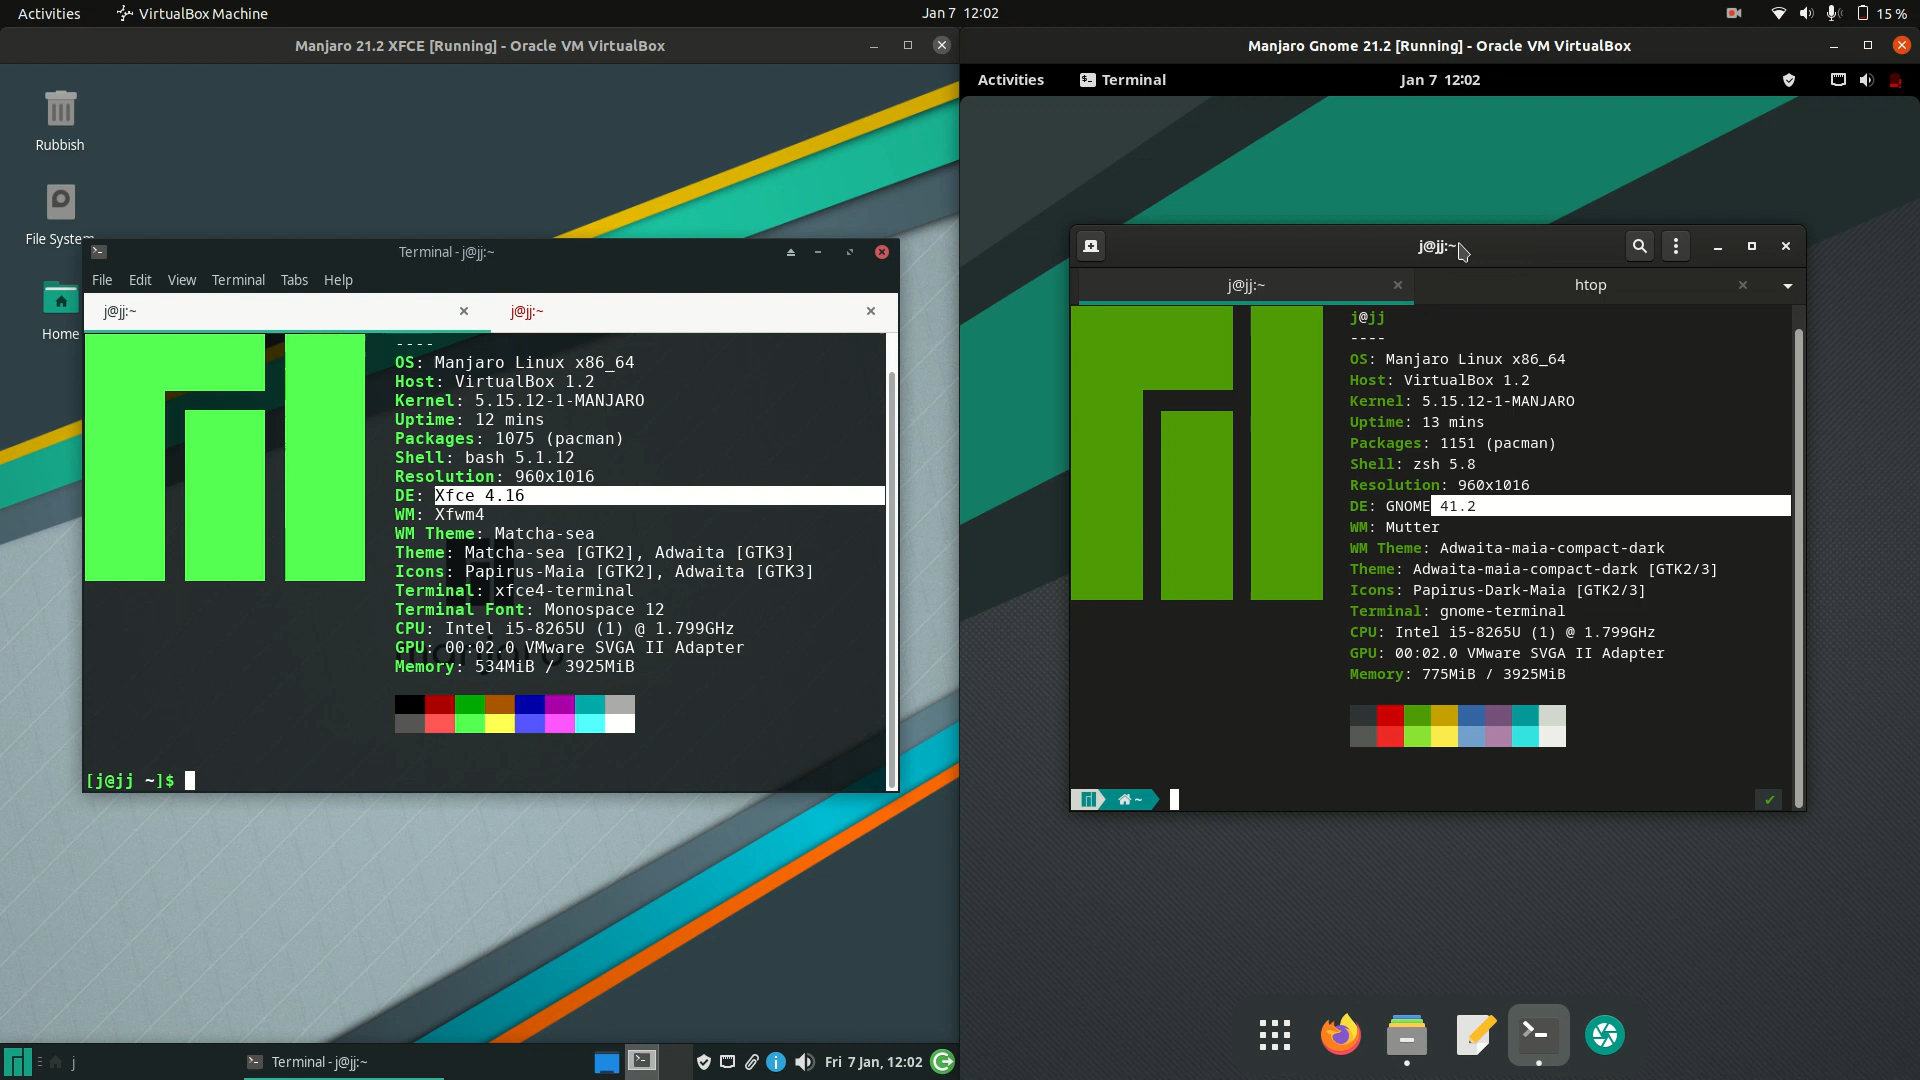 Activities
VirtualBox Machine
Jan 7 12:02
15 %
Manjaro 21.2 XFCE [Running] - Oracle VM VirtualBox
Rubbish
File System
Home
Terminal - j@jj:~
File Edit View Terminal Tabs Help
j@jj:~
j@jj:~
----
OS: Manjaro Linux x86_64
Host: VirtualBox 1.2
Kernel: 5.15.12-1-MANJARO
Uptime: 12 mins
Packages: 1075 (pacman)
Shell: bash 5.1.12
Resolution: 960x1016
DE: Xfce 4.16
WM: Xfwm4
WM Theme: Matcha-sea
Theme: Matcha-sea [GTK2], Adwaita [GTK3]
Icons: Papirus-Maia [GTK2], Adwaita [GTK3]
Terminal: xfce4-terminal
Terminal Font: Monospace 12
CPU: Intel i5-8265U (1) @ 1.799GHz
GPU: 00:02.0 VMware SVGA II Adapter
Memory: 534MiB / 3925MiB
[j@jj ~]$
j
Terminal - j@jj:~
Fri 7 Jan, 12:02
Manjaro Gnome 21.2 [Running] - Oracle VM VirtualBox
Activities
Terminal
Jan 7 12:02
j@jj:~
j@jj:~
htop
j@jj
----
OS: Manjaro Linux x86_64
Host: VirtualBox 1.2
Kernel: 5.15.12-1-MANJARO
Uptime: 13 mins
Packages: 1151 (pacman)
Shell: zsh 5.8
Resolution: 960x1016
DE: GNOME 41.2
WM: Mutter
WM Theme: Adwaita-maia-compact-dark
Theme: Adwaita-maia-compact-dark [GTK2/3]
Icons: Papirus-Dark-Maia [GTK2/3]
Terminal: gnome-terminal
CPU: Intel i5-8265U (1) @ 1.799GHz
GPU: 00:02.0 VMware SVGA II Adapter
Memory: 775MiB / 3925MiB
~